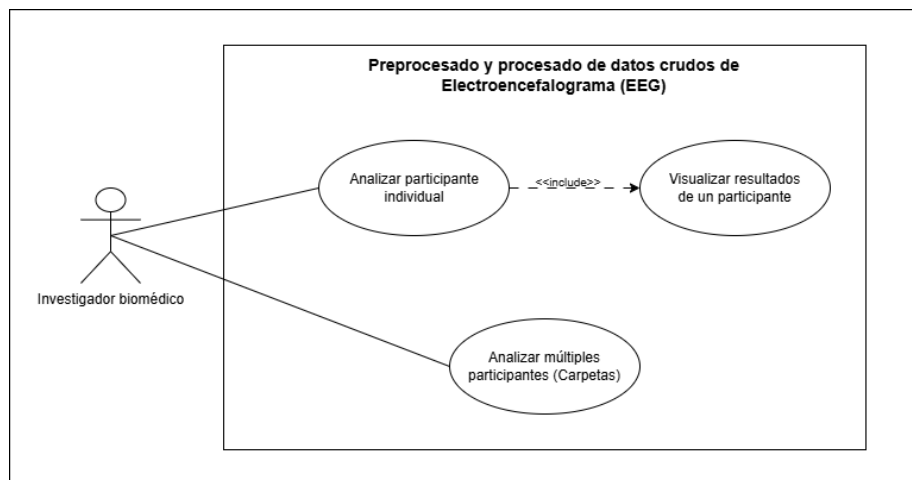 Preprocesado y procesado de datos crudos de
Electroencefalograma (EEG)
Analizar participante
individual
<<include>>
Visualizar resultados
de un participante
Investigador biomédico
Analizar múltiples
participantes (Carpetas)